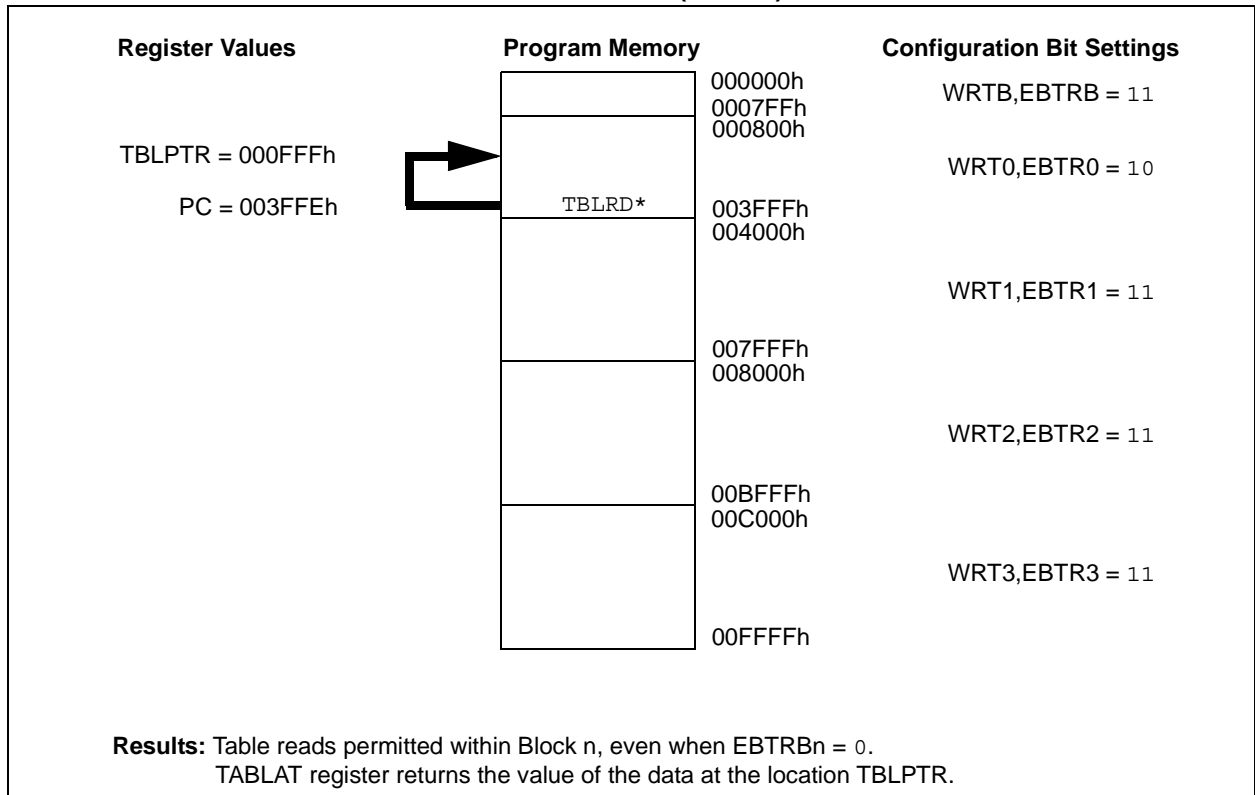 Register Values Program Memory Configuration Bit Settings
000000h
WRTB,EBTRB = 11
0007FFh
000800h
TBLPTR = 000FFFh
WRT0,EBTR0 = 10
PC = 003FFEh TBLRD* 003FFFh
004000h
WRT1,EBTR1 = 11
007FFFh
008000h
WRT2,EBTR2 = 11
00BFFFh
00C000h
WRT3,EBTR3 = 11
00FFFFh
Results: Table reads permitted within Block n, even when EBTRBn = 0.
TABLAT register returns the value of the data at the location TBLPTR.